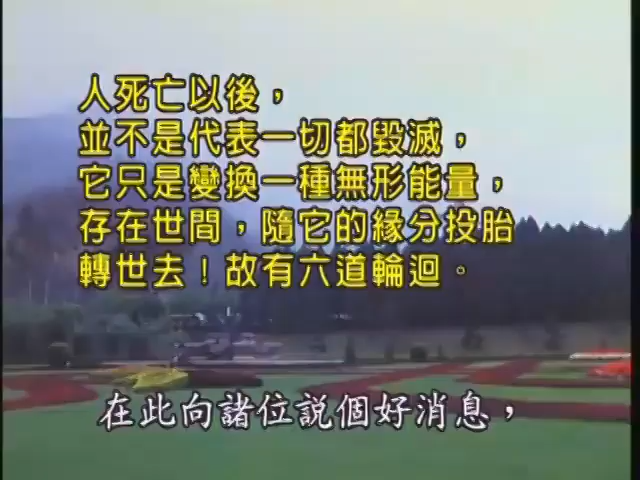 人死亡以後，
並不是代表一切都毀滅，
它只是變換一種無形能量，
存在世間，隨它的緣分投胎
轉世去！故有六道輪迴。
在此向諸位說個好消息，